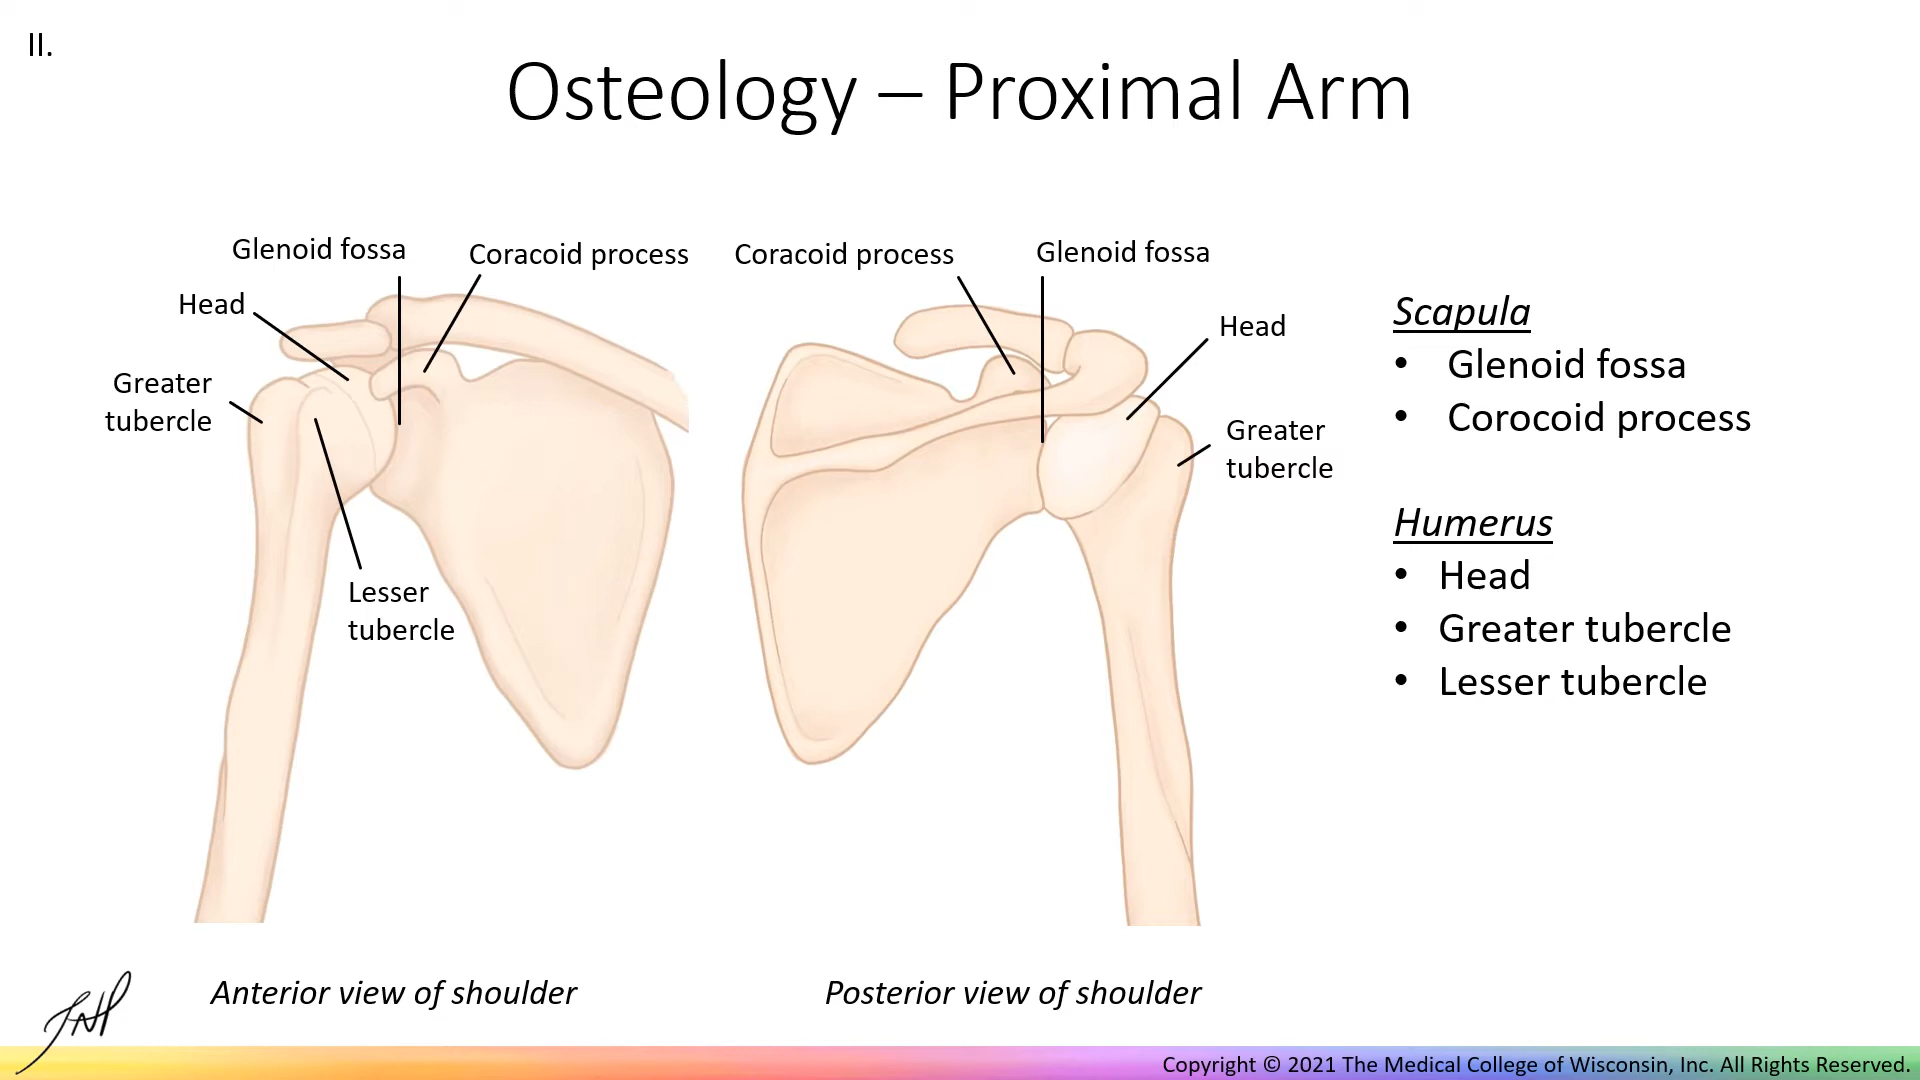 II.
Osteology – Proximal Arm
Glenoid fossa
Coracoid process
Head
Greater
tubercle
Lesser
tubercle
Anterior view of shoulder
Coracoid process
Glenoid fossa
Head
Greater
tubercle
Posterior view of shoulder
Scapula
• Glenoid fossa
• Corocoid process
Humerus
• Head
• Greater tubercle
• Lesser tubercle
Copyright © 2021 The Medical College of Wisconsin, Inc. All Rights Reserved.